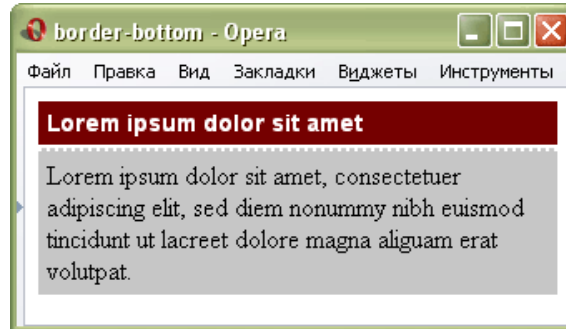 border-bottom - Opera
Файл Правка Вид Закладки Виджеты Инструменты
Lorem ipsum dolor sit amet
Lorem ipsum dolor sit amet, consectetuer
adipiscing elit, sed diem nonummy nibh euismod
tincidunt ut lacreet dolore magna aliguam erat
volutpat.